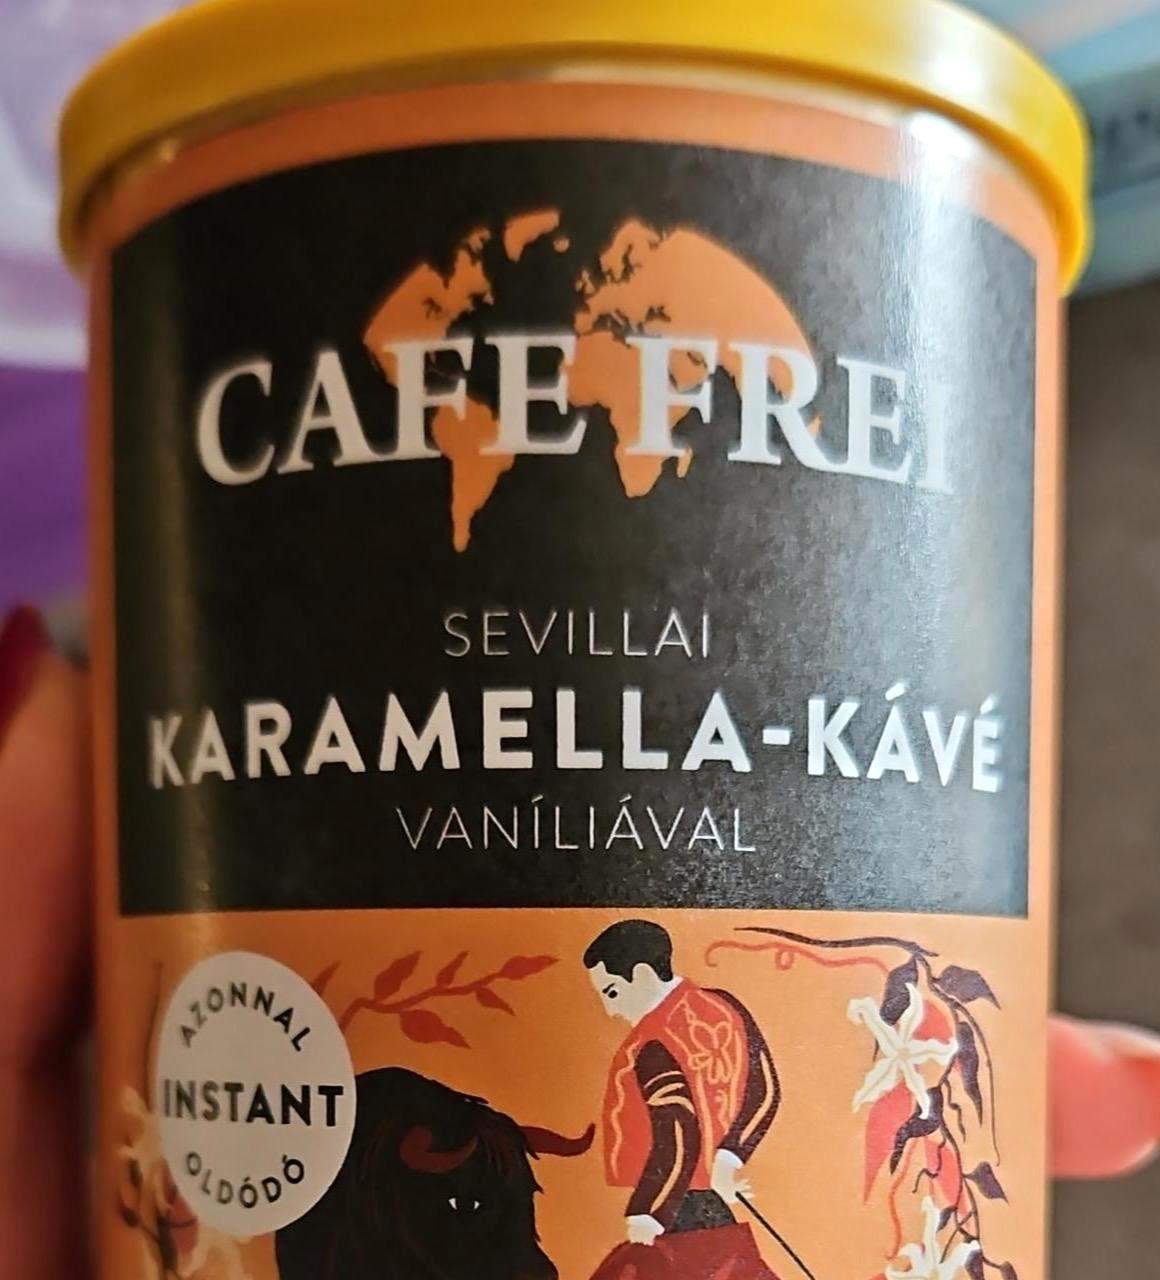 CAFE FREI
SEVILLAI
KARAMELLA-KÁVÉ
VANÍLIÁVAL
AZONNAL
INSTANT
OLDÓDÓ